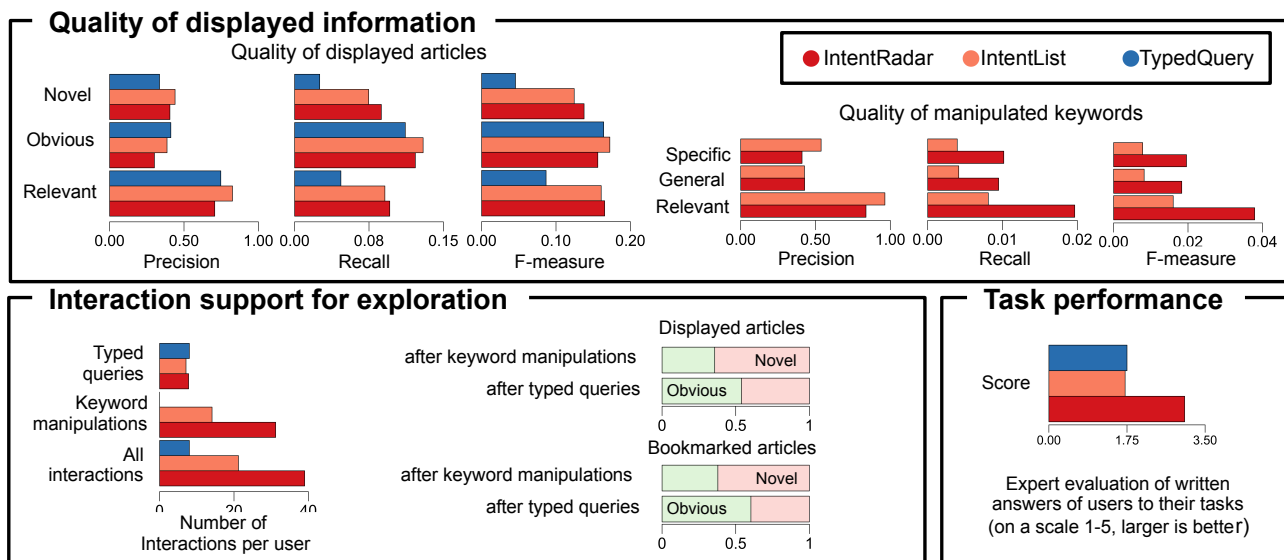 Quality of displayed information
Quality of displayed articles
IntentRadar IntentList TypedQuery
Novel
Obvious
Relevant
0.00 0.50 1.00
Precision
0.00 0.08 0.15
Recall
0.00 0.10 0.20
F-measure
Quality of manipulated keywords
Specific
General
Relevant
0.00 0.50 1.00
Precision
0.00 0.01 0.02
Recall
0.00 0.02 0.04
F-measure
Interaction support for exploration
Typed
queries
Keyword
manipulations
All
interactions
0 20 40
Number of
Interactions per user
Displayed articles
after keyword manipulations Novel
after typed queries Obvious
0 0.5 1
Bookmarked articles
after keyword manipulations Novel
after typed queries Obvious
0 0.5 1
Task performance
Score
0.00 1.75 3.50
Expert evaluation of written
answers of users to their tasks
(on a scale 1-5, larger is better)